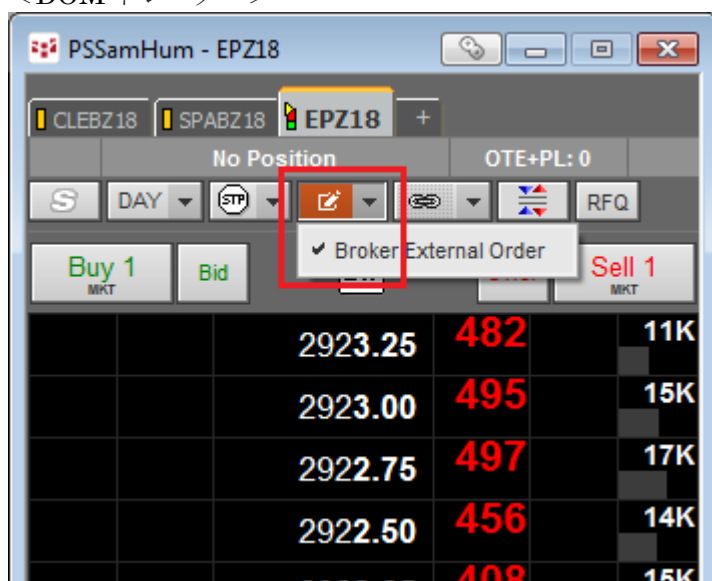 PSSamHum - EPZ18
CLEBZ18 SPABZ18 EPZ18 +
No Position OTE+PL: 0
S DAY STP RFQ
Broker External Order
Buy 1 Bid Sell 1
MKT MKT
2923.25 482 11K
2923.00 495 15K
2922.75 497 17K
2922.50 456 14K
408 15K